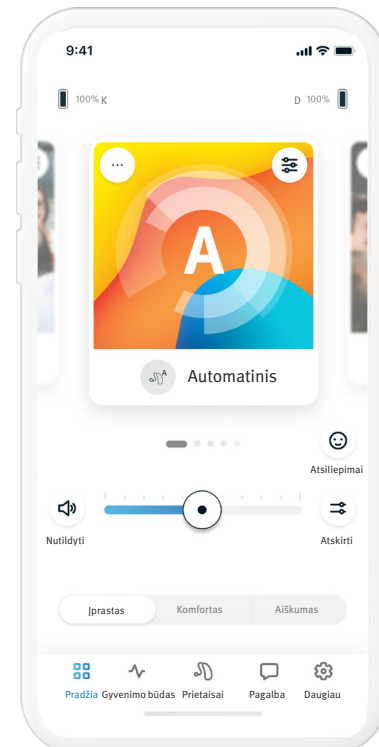 9:41
100% K
D 100%
A
A
Automatinis
Atsiliepimai
Nutildyti
Atskirti
Įprastas
Komfortas
Aiškumas
Pradžia
Gyvenimo būdas
Prietaisai
Pagalba
Daugiau